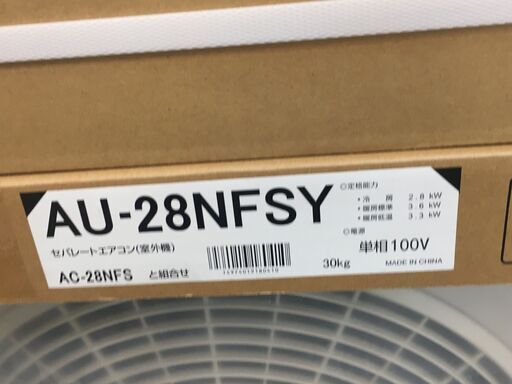 AU-28NFSY
セパレートエアコン(室外機)
AC-28NFS と組合せ
30kg
◎定格能力
・冷 房 2.8 kW
・暖房標準 3.6 kW
・暖房低温 3.3 kW
◎電源
単相100V
MADE IN CHINA